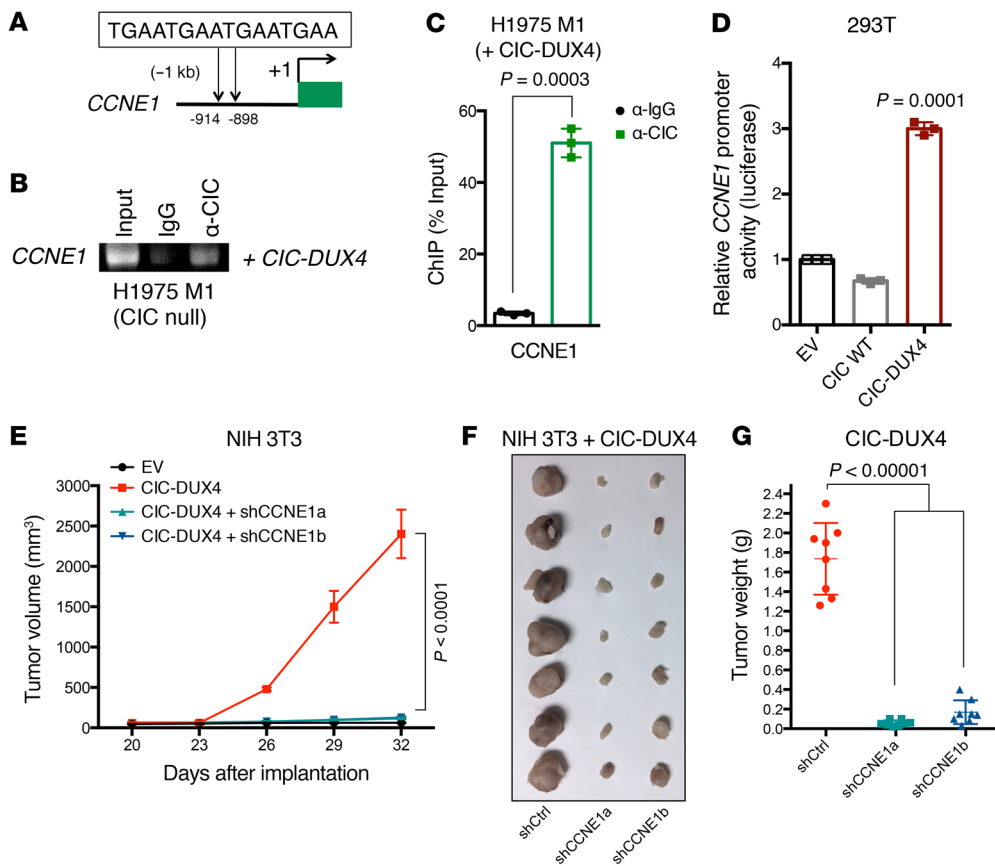 A
TGAATGAATGAATGAA
(–1 kb)
+1
CCNE1
-914
-898
B
Input
IgG
α-CIC
CCNE1
+ CIC-DUX4
H1975 M1
(CIC null)
C
H1975 M1
(+ CIC-DUX4)
P = 0.0003
α-IgG
α-CIC
ChIP (% Input)
60
40
20
0
CCNE1
D
293T
P = 0.0001
Relative CCNE1 promoter
activity (luciferase)
4
3
2
1
0
EV
CIC WT
CIC-DUX4
E
NIH 3T3
EV
CIC-DUX4
CIC-DUX4 + shCCNE1a
CIC-DUX4 + shCCNE1b
Tumor volume (mm³)
3000
2500
2000
1500
1000
500
0
P < 0.0001
20 23 26 29 32
Days after implantation
F
NIH 3T3 + CIC-DUX4
shCtrl
shCCNE1a
shCCNE1b
G
CIC-DUX4
P < 0.00001
Tumor weight (g)
2.4
2.2
2.0
1.8
1.6
1.4
1.2
1.0
0.8
0.6
0.4
0.2
0.0
shCtrl
shCCNE1a
shCCNE1b